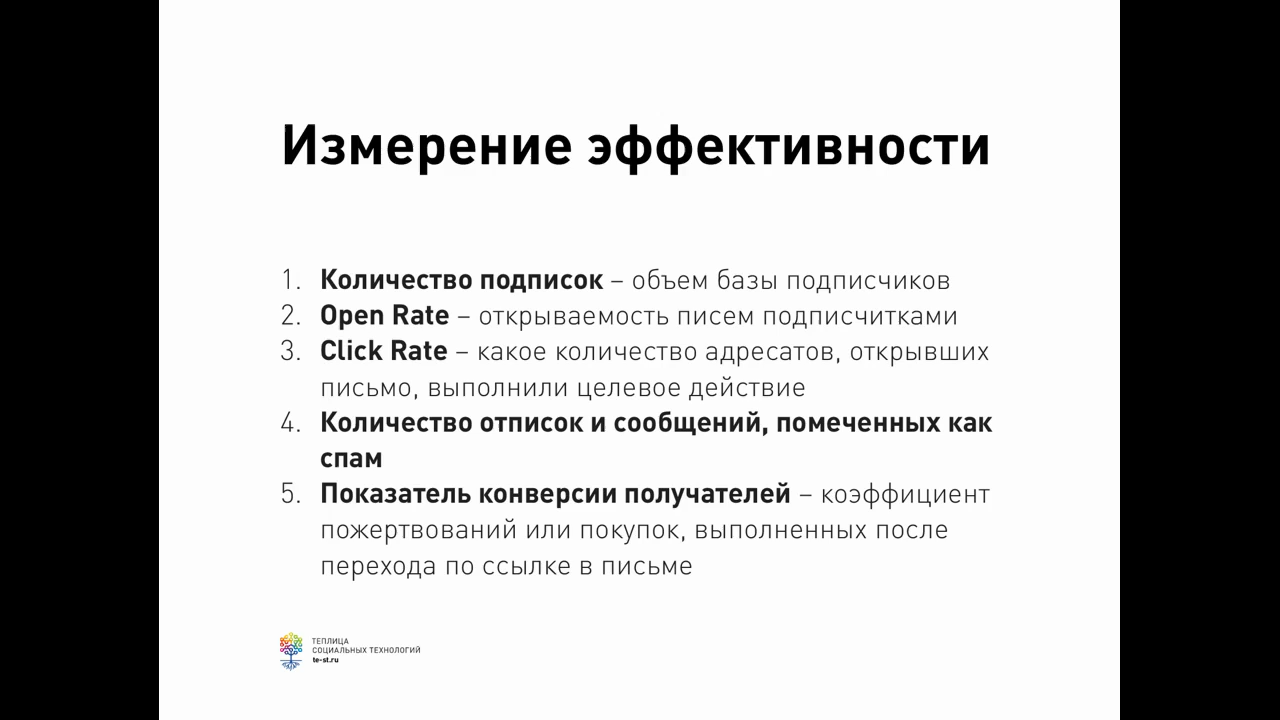 Измерение эффективности
1. Количество подписок – объем базы подписчиков
2. Open Rate – открываемость писем подписчитками
3. Click Rate – какое количество адресатов, открывших
письмо, выполнили целевое действие
4. Количество отписок и сообщений, помеченных как
спам
5. Показатель конверсии получателей – коэффициент
пожертвований или покупок, выполненных после
перехода по ссылке в письме
ТЕПЛИЦА
СОЦИАЛЬНЫХ ТЕХНОЛОГИЙ
te-st.ru